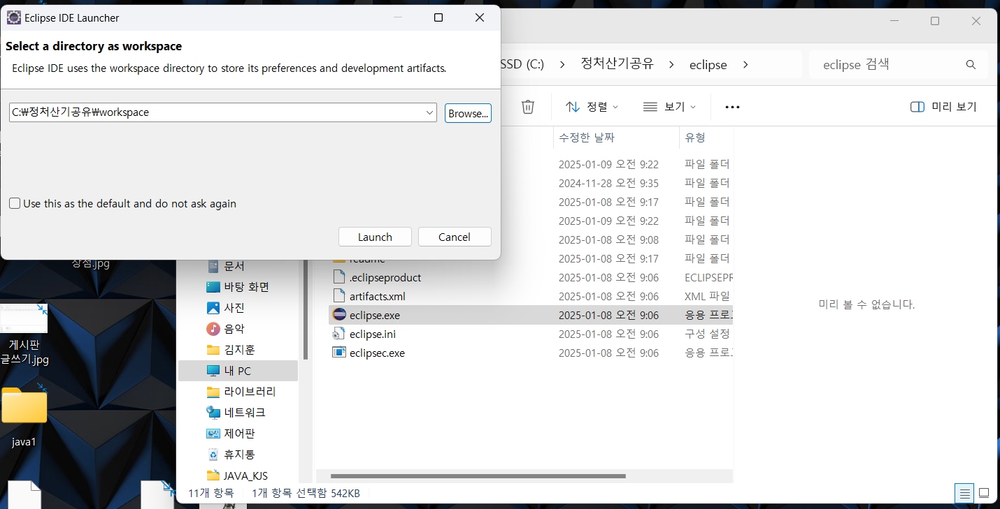 Eclipse IDE Launcher
Select a directory as workspace
Eclipse IDE uses the workspace directory to store its preferences and development artifacts.
C:\정처산기공유\workspace
Browse...
Use this as the default and do not ask again
Launch
Cancel
SSD (C:) > 정처산기공유 > eclipse >
eclipse 검색
정렬
보기
미리 보기
수정한 날짜 유형
2025-01-09 오전 9:22 파일 폴더
2024-11-28 오전 9:35 파일 폴더
2025-01-08 오전 9:17 파일 폴더
2025-01-09 오전 9:22 파일 폴더
2025-01-08 오전 9:08 파일 폴더
readme 2025-01-08 오전 9:17 파일 폴더
.eclipseproduct 2025-01-08 오전 9:06 ECLIPSEPR
artifacts.xml 2025-01-08 오전 9:06 XML 파일
eclipse.exe 2025-01-08 오전 9:06 응용 프로
eclipse.ini 2025-01-08 오전 9:06 구성 설정
eclipsec.exe 2025-01-08 오전 9:06 응용 프로
미리 볼 수 없습니다.
문서
바탕 화면
사진
음악
김지훈
내 PC
라이브러리
네트워크
제어판
휴지통
JAVA_KJS
11개 항목
1개 항목 선택함 542KB
상점.jpg
게시판
글쓰기.jpg
java1